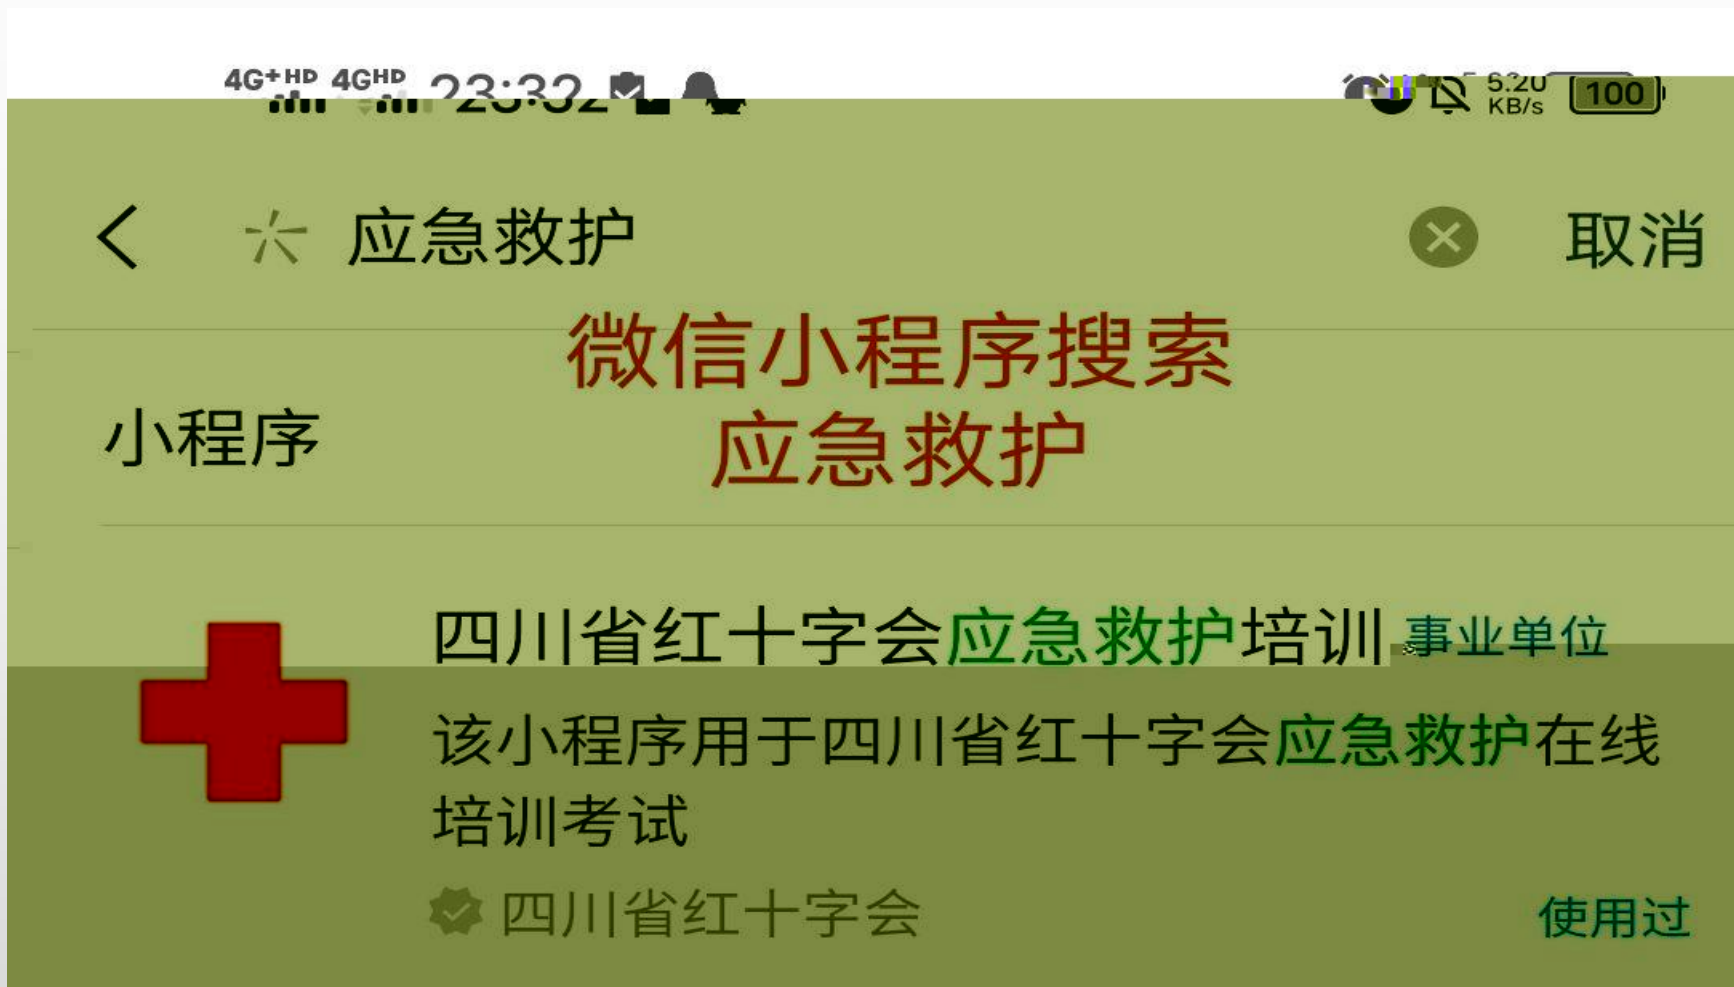 4G+HD 4GHD 23:32 5.20 KB/s 100
应急救护 取消
微信小程序搜索
应急救护
小程序
四川省红十字会应急救护培训 事业单位
该小程序用于四川省红十字会应急救护在线
培训考试
四川省红十字会 使用过